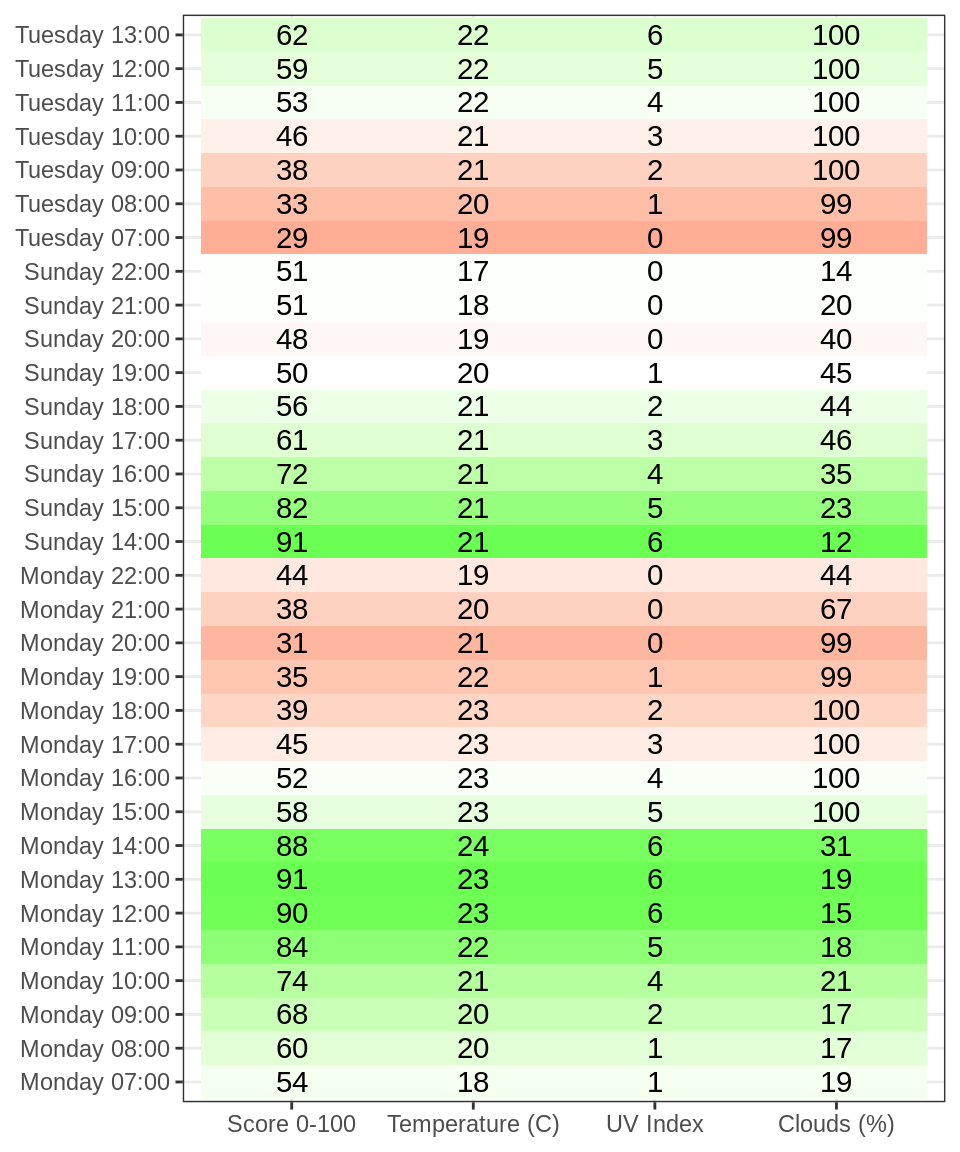 Tuesday 13:00 62 22 6 100
Tuesday 12:00 59 22 5 100
Tuesday 11:00 53 22 4 100
Tuesday 10:00 46 21 3 100
Tuesday 09:00 38 21 2 100
Tuesday 08:00 33 20 1 99
Tuesday 07:00 29 19 0 99
Sunday 22:00 51 17 0 14
Sunday 21:00 51 18 0 20
Sunday 20:00 48 19 0 40
Sunday 19:00 50 20 1 45
Sunday 18:00 56 21 2 44
Sunday 17:00 61 21 3 46
Sunday 16:00 72 21 4 35
Sunday 15:00 82 21 5 23
Sunday 14:00 91 21 6 12
Monday 22:00 44 19 0 44
Monday 21:00 38 20 0 67
Monday 20:00 31 21 0 99
Monday 19:00 35 22 1 99
Monday 18:00 39 23 2 100
Monday 17:00 45 23 3 100
Monday 16:00 52 23 4 100
Monday 15:00 58 23 5 100
Monday 14:00 88 24 6 31
Monday 13:00 91 23 6 19
Monday 12:00 90 23 6 15
Monday 11:00 84 22 5 18
Monday 10:00 74 21 4 21
Monday 09:00 68 20 2 17
Monday 08:00 60 20 1 17
Monday 07:00 54 18 1 19
Score 0-100 Temperature (C) UV Index Clouds (%)